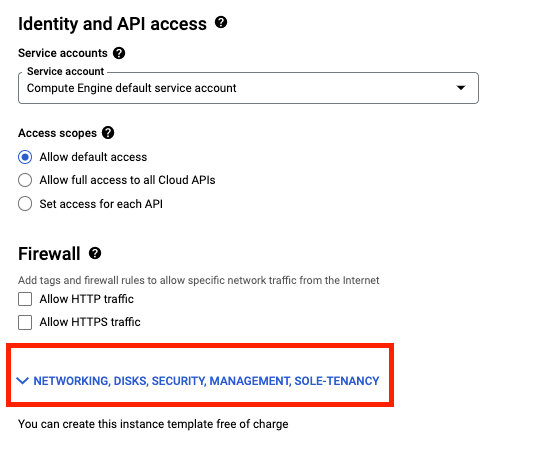 Identity and API access
Service accounts
Service account
Compute Engine default service account
Access scopes
Allow default access
Allow full access to all Cloud APIs
Set access for each API
Firewall
Add tags and firewall rules to allow specific network traffic from the Internet
Allow HTTP traffic
Allow HTTPS traffic
NETWORKING, DISKS, SECURITY, MANAGEMENT, SOLE-TENANCY
You can create this instance template free of charge